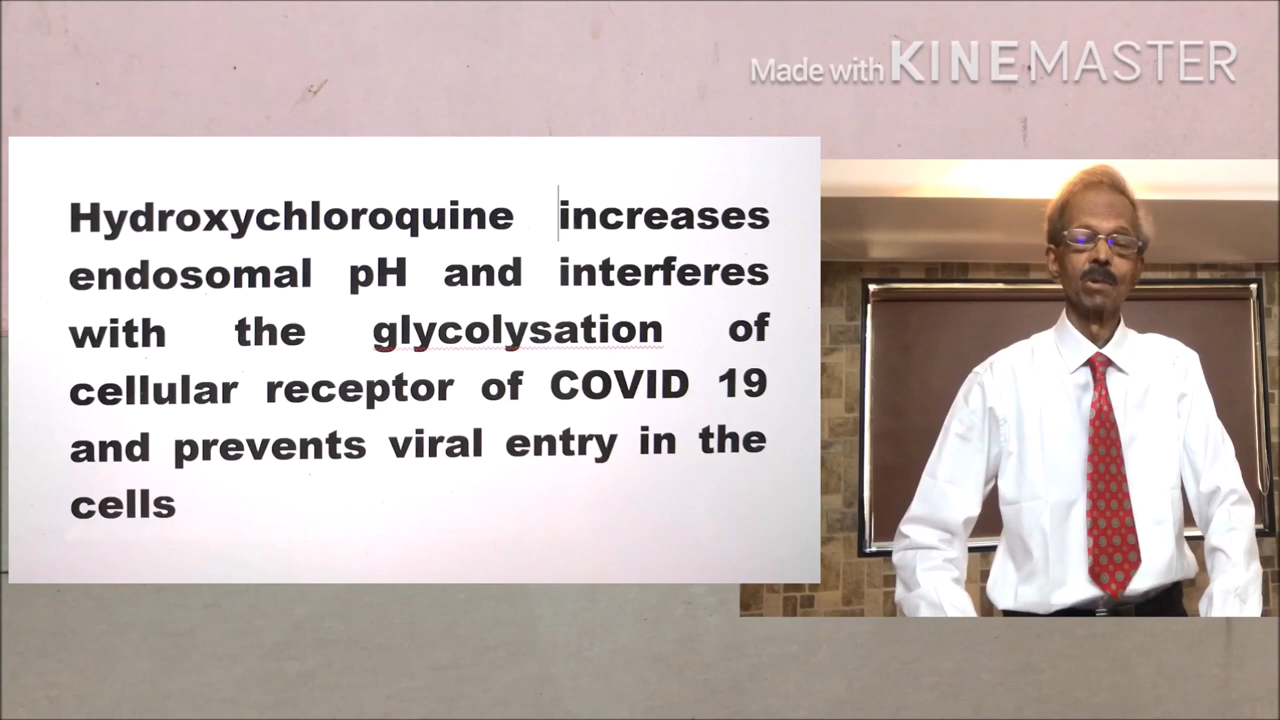 Made with KINEMASTER
Hydroxychloroquine increases
endosomal pH and interferes
with the glycolysation of
cellular receptor of COVID 19
and prevents viral entry in the
cells